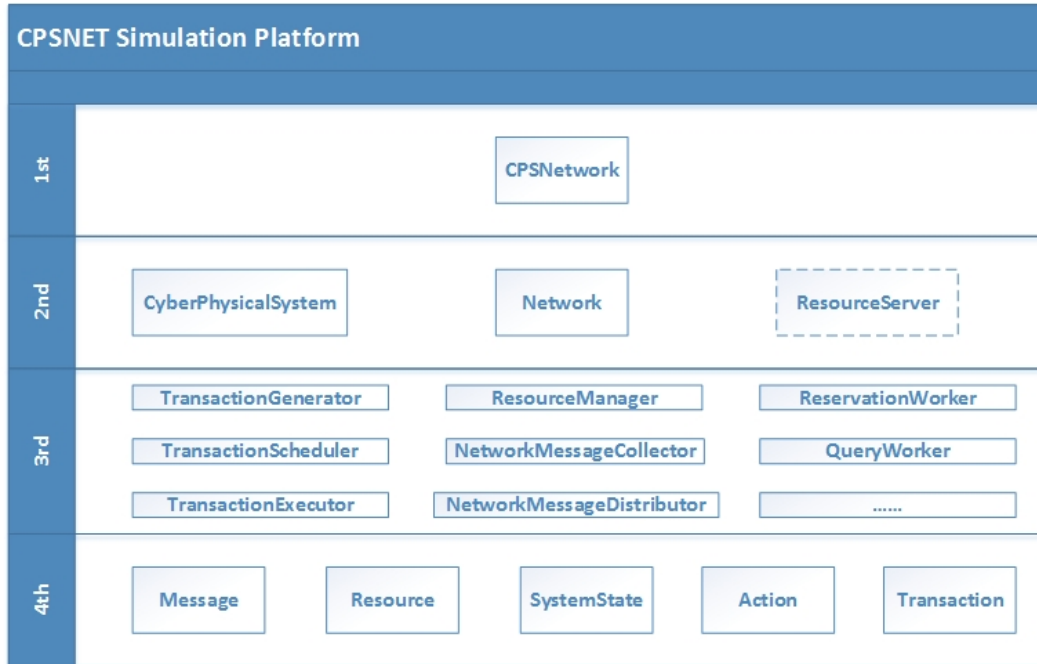 CPSNET Simulation Platform
1st
CPSNetwork
2nd
CyberPhysicalSystem Network ResourceServer
3rd
TransactionGenerator ResourceManager ReservationWorker
TransactionScheduler NetworkMessageCollector QueryWorker
TransactionExecutor NetworkMessageDistributor ......
4th
Message Resource SystemState Action Transaction